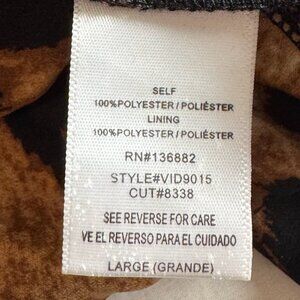 SELF
100%POLYESTER/POLIÉSTER
LINING
100%POLYESTER/POLIÉSTER
RN#136882
STYLE#VID9015
CUT#8338
SEE REVERSE FOR CARE
VE EL REVERSO PARA EL CUIDADO
LARGE (GRANDE)